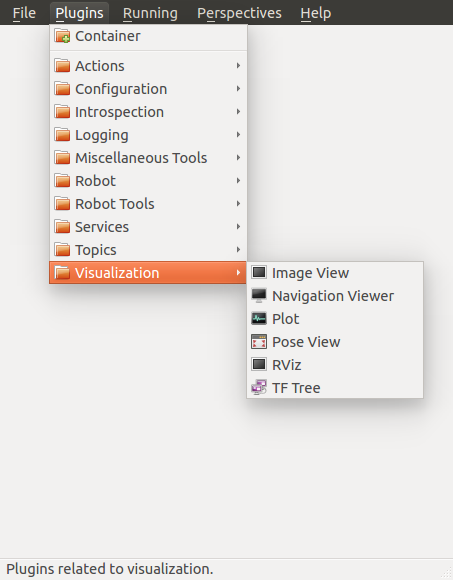 File Plugins Running Perspectives Help
Container
Actions
Configuration
Introspection
Logging
Miscellaneous Tools
Robot
Robot Tools
Services
Topics
Visualization
Image View
Navigation Viewer
Plot
Pose View
RViz
TF Tree
Plugins related to visualization.